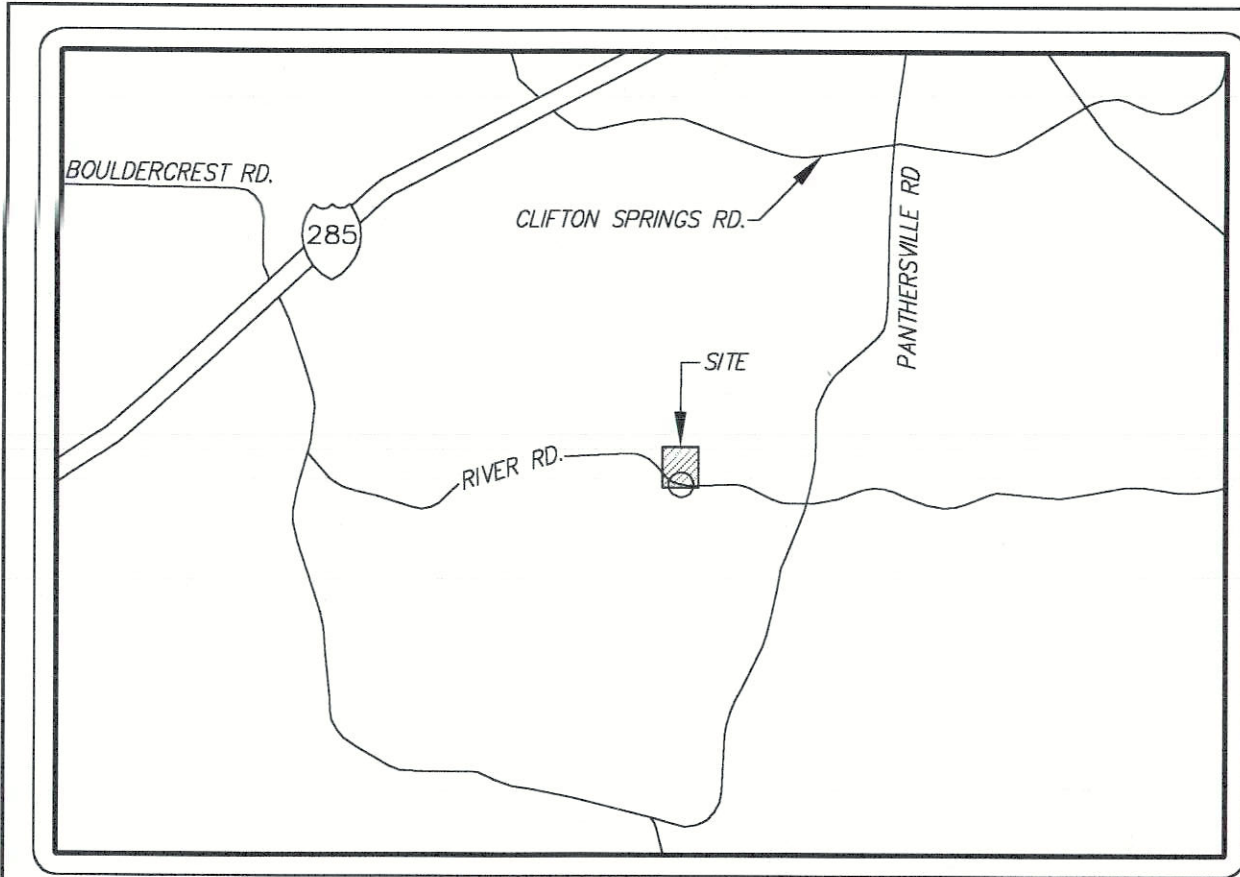 BOULDERCREST RD.
285
CLIFTON SPRINGS RD.
PANTHERSVILLE RD
SITE
RIVER RD.